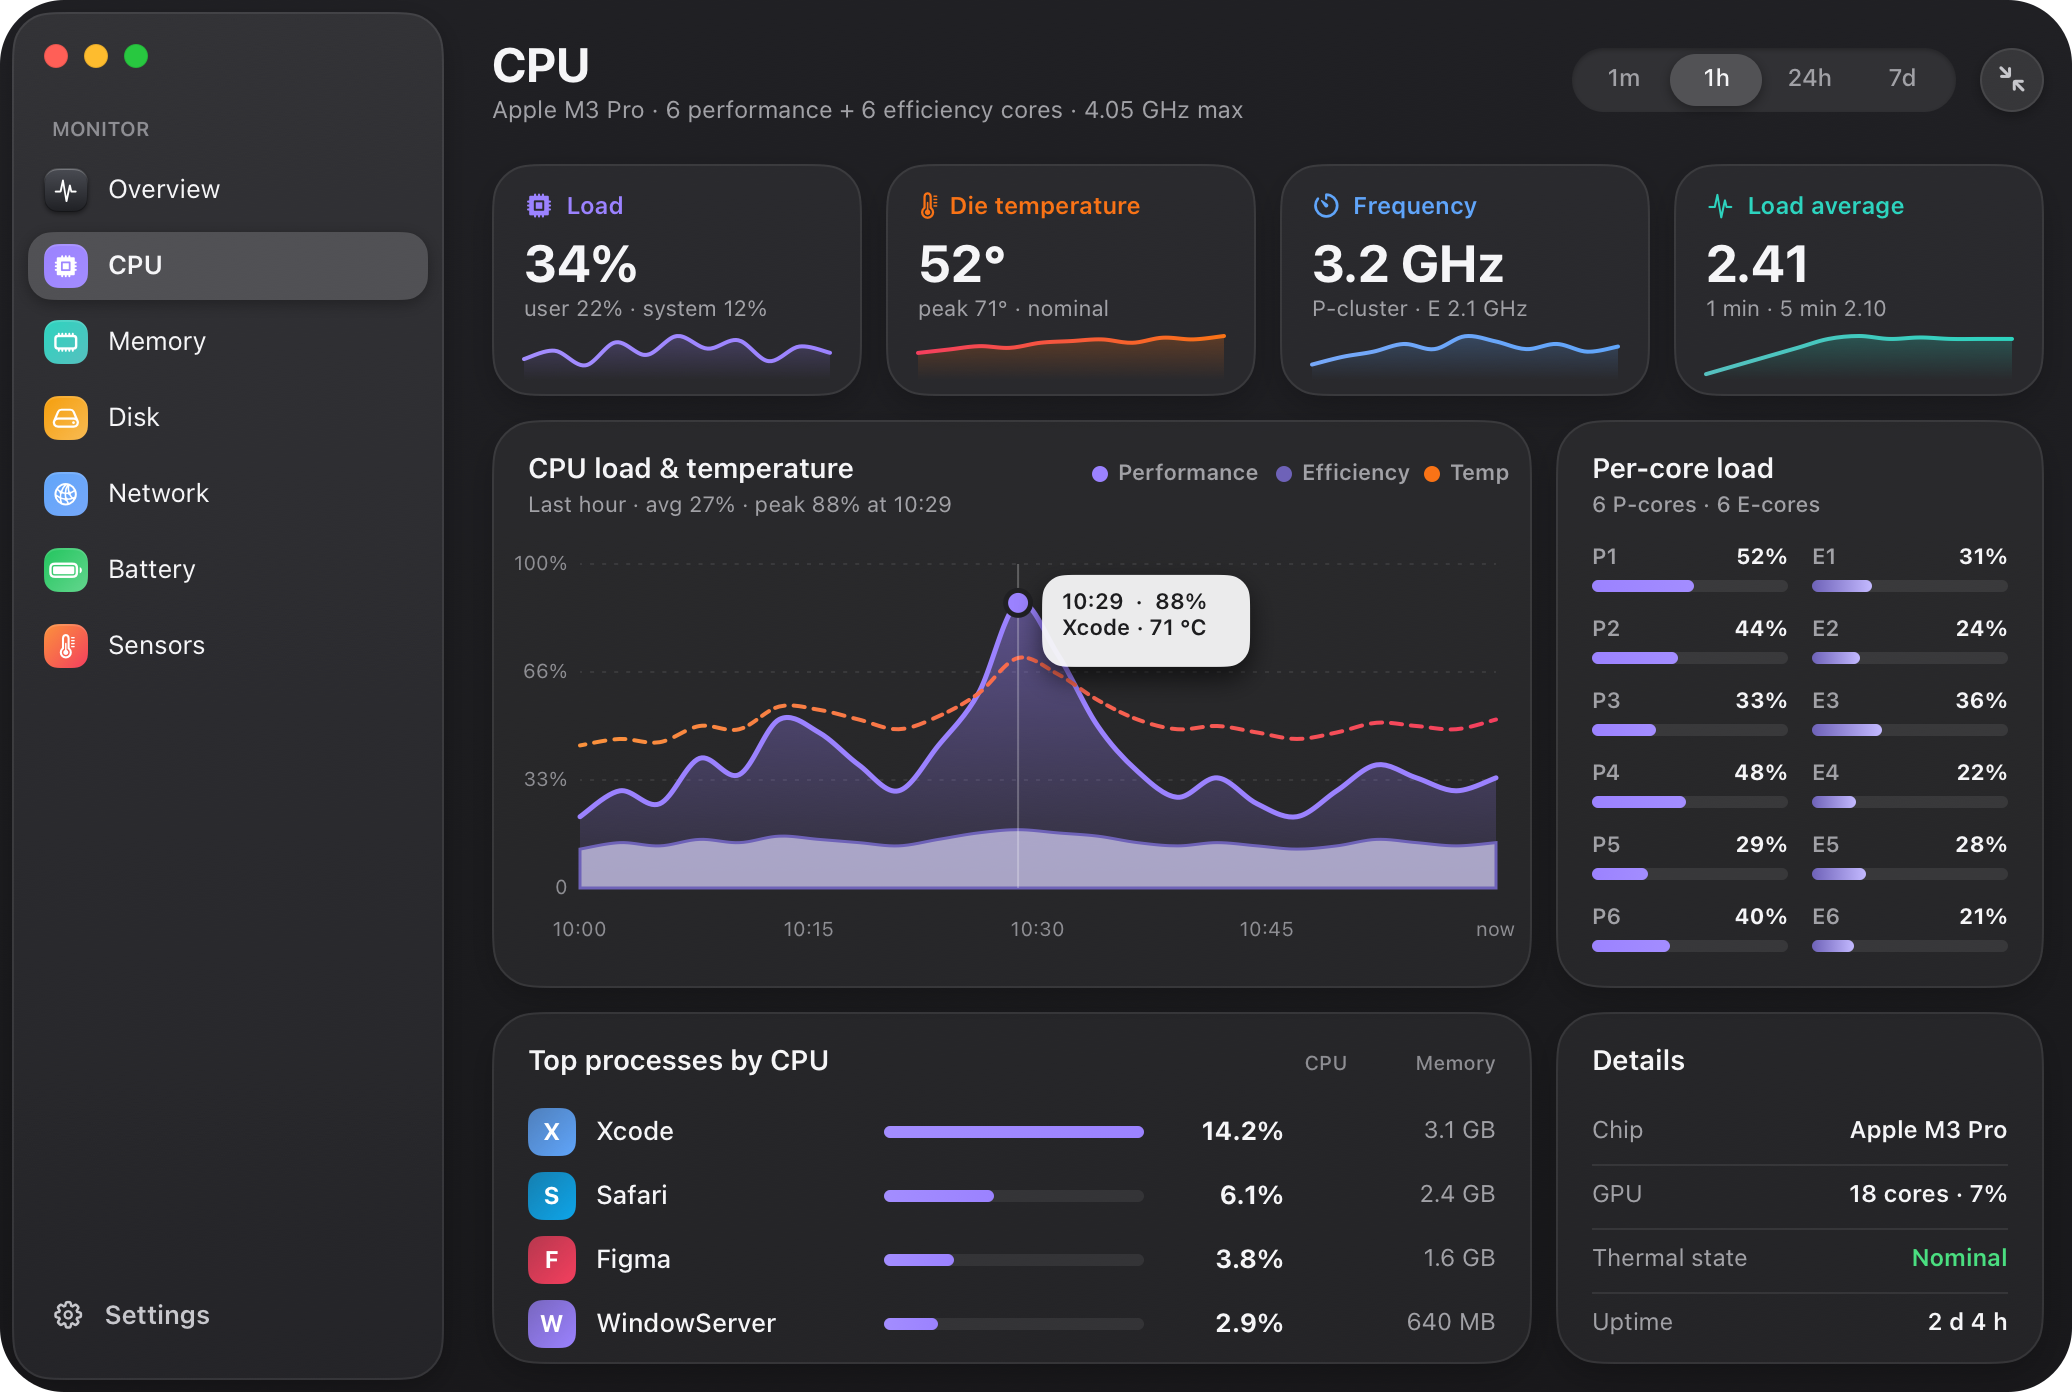 MONITOR
Overview
CPU
Memory
Disk
Network
Battery
Sensors
Settings
CPU
Apple M3 Pro · 6 performance + 6 efficiency cores · 4.05 GHz max
1m 1h 24h 7d
Load
34%
user 22% · system 12%
Die temperature
52°
peak 71° · nominal
Frequency
3.2 GHz
P-cluster · E 2.1 GHz
Load average
2.41
1 min · 5 min 2.10
CPU load & temperature
Last hour · avg 27% · peak 88% at 10:29
Performance Efficiency Temp
100%
66%
33%
0
10:29 · 88%
Xcode · 71 °C
10:00 10:15 10:30 10:45 now
Per-core load
6 P-cores · 6 E-cores
P1 52% E1 31%
P2 44% E2 24%
P3 33% E3 36%
P4 48% E4 22%
P5 29% E5 28%
P6 40% E6 21%
Top processes by CPU CPU Memory
X Xcode 14.2% 3.1 GB
S Safari 6.1% 2.4 GB
F Figma 3.8% 1.6 GB
W WindowServer 2.9% 640 MB
Details
Chip Apple M3 Pro
GPU 18 cores · 7%
Thermal state Nominal
Uptime 2 d 4 h